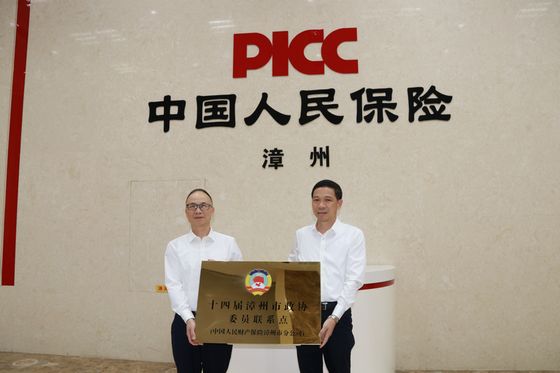 PICC
中国人民保险
漳州
十四届漳州市政协
委员联系点
(中国人民财产保险漳州市分公司)